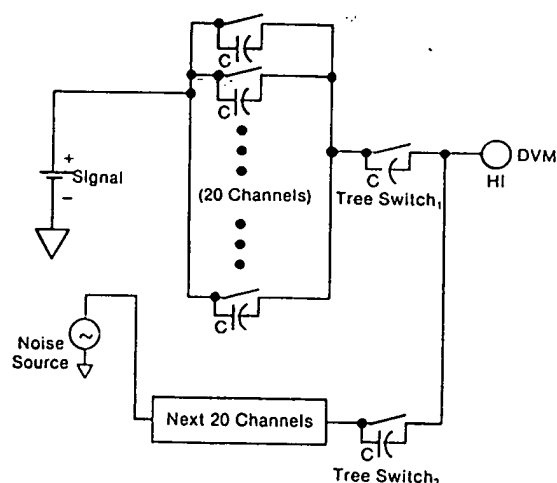 C
C
+
Signal
−
(20 Channels)
C
Tree Switch₁
DVM
HI
C
Noise
Source
~
Next 20 Channels
C
Tree Switch₂